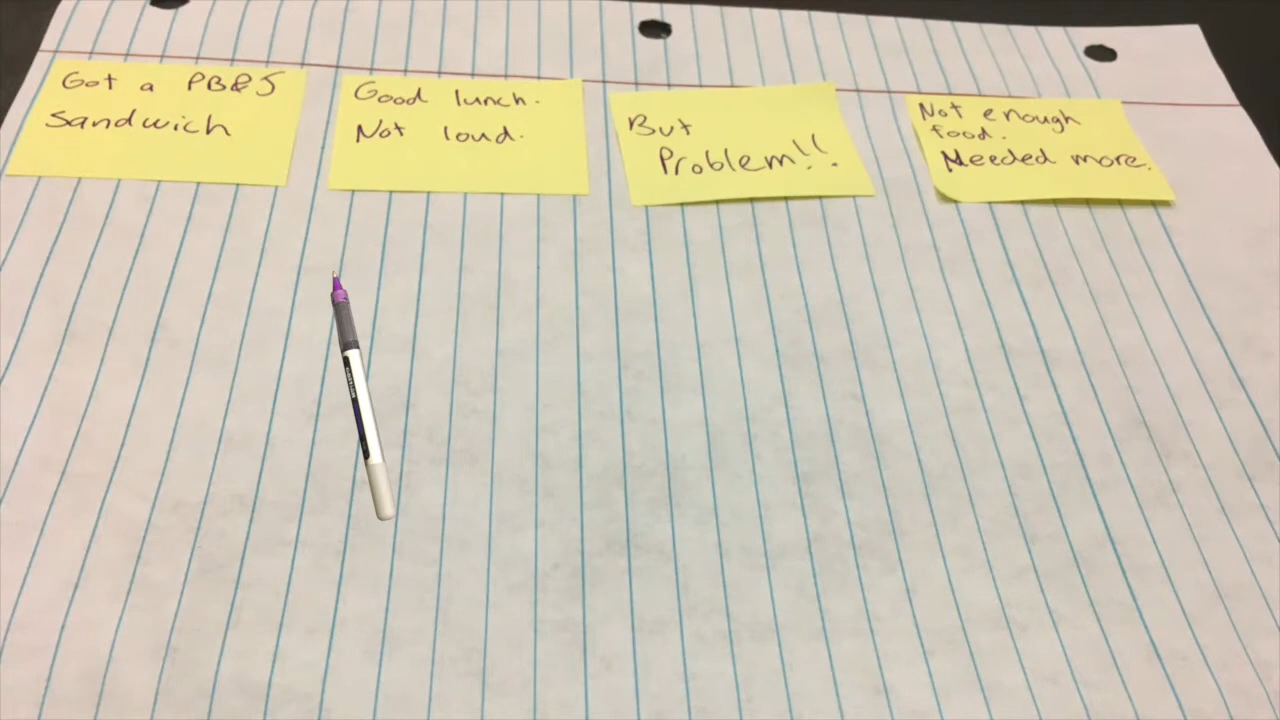 Got a PB&J
Sandwich
Good lunch.
Not loud.
But
Problem!!
Not enough
food.
Needed more.